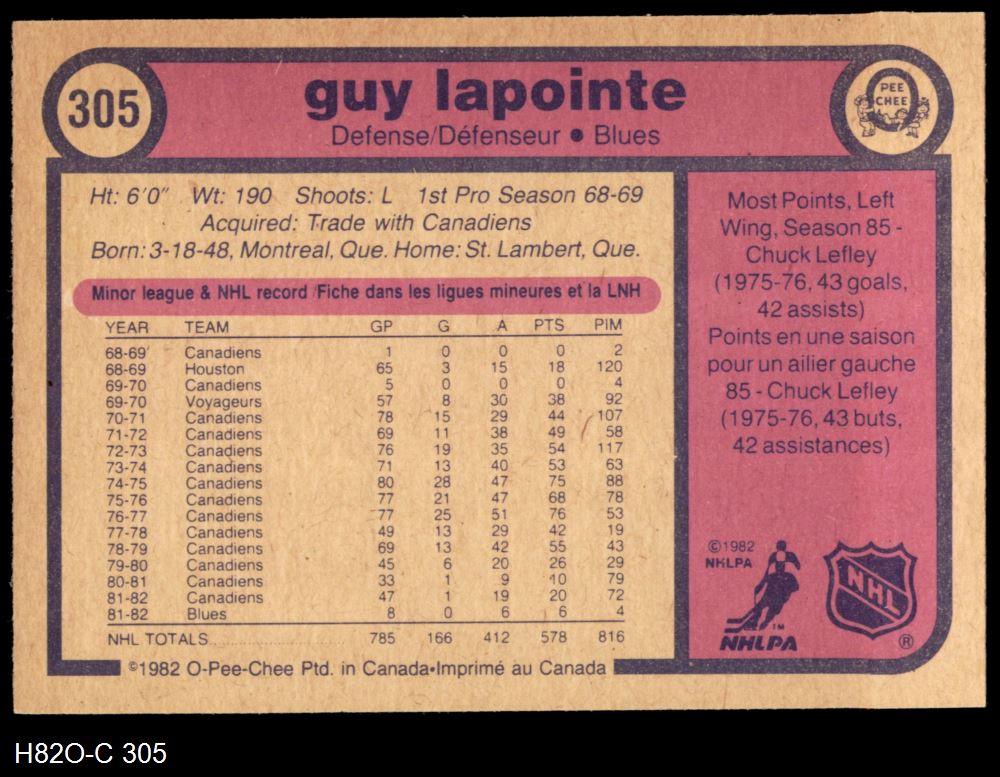 305
guy lapointe
Defense/Défenseur • Blues
O
PEE
CHEE
Ht: 6'0" Wt: 190 Shoots: L 1st Pro Season 68-69
Acquired: Trade with Canadiens
Born: 3-18-48, Montreal, Que. Home: St. Lambert, Que.
Minor league & NHL record/Fiche dans les ligues mineures et la LNH
YEAR TEAM GP G A PTS PIM
68-69 Canadiens 1 0 0 0 2
68-69 Houston 65 3 15 18 120
69-70 Canadiens 5 0 0 0 4
69-70 Voyageurs 57 8 30 38 92
70-71 Canadiens 78 15 29 44 107
71-72 Canadiens 69 11 38 49 58
72-73 Canadiens 76 19 35 54 117
73-74 Canadiens 71 13 40 53 63
74-75 Canadiens 80 28 47 75 88
75-76 Canadiens 77 21 47 68 78
76-77 Canadiens 77 25 51 76 53
77-78 Canadiens 49 13 29 42 19
78-79 Canadiens 69 13 42 55 43
79-80 Canadiens 45 6 20 26 29
80-81 Canadiens 33 1 9 10 79
81-82 Canadiens 47 1 19 20 72
81-82 Blues 8 0 6 6 4
NHL TOTALS 785 166 412 578 816
©1982 O-Pee-Chee Ptd. in Canada•Imprimé au Canada
Most Points, Left
Wing, Season 85 -
Chuck Lefley
(1975-76, 43 goals,
42 assists)
Points en une saison
pour un ailier gauche
85 - Chuck Lefley
(1975-76, 43 buts,
42 assistances)
©1982
NHLPA
TM
NHLPA
NHL
®
H82O-C 305